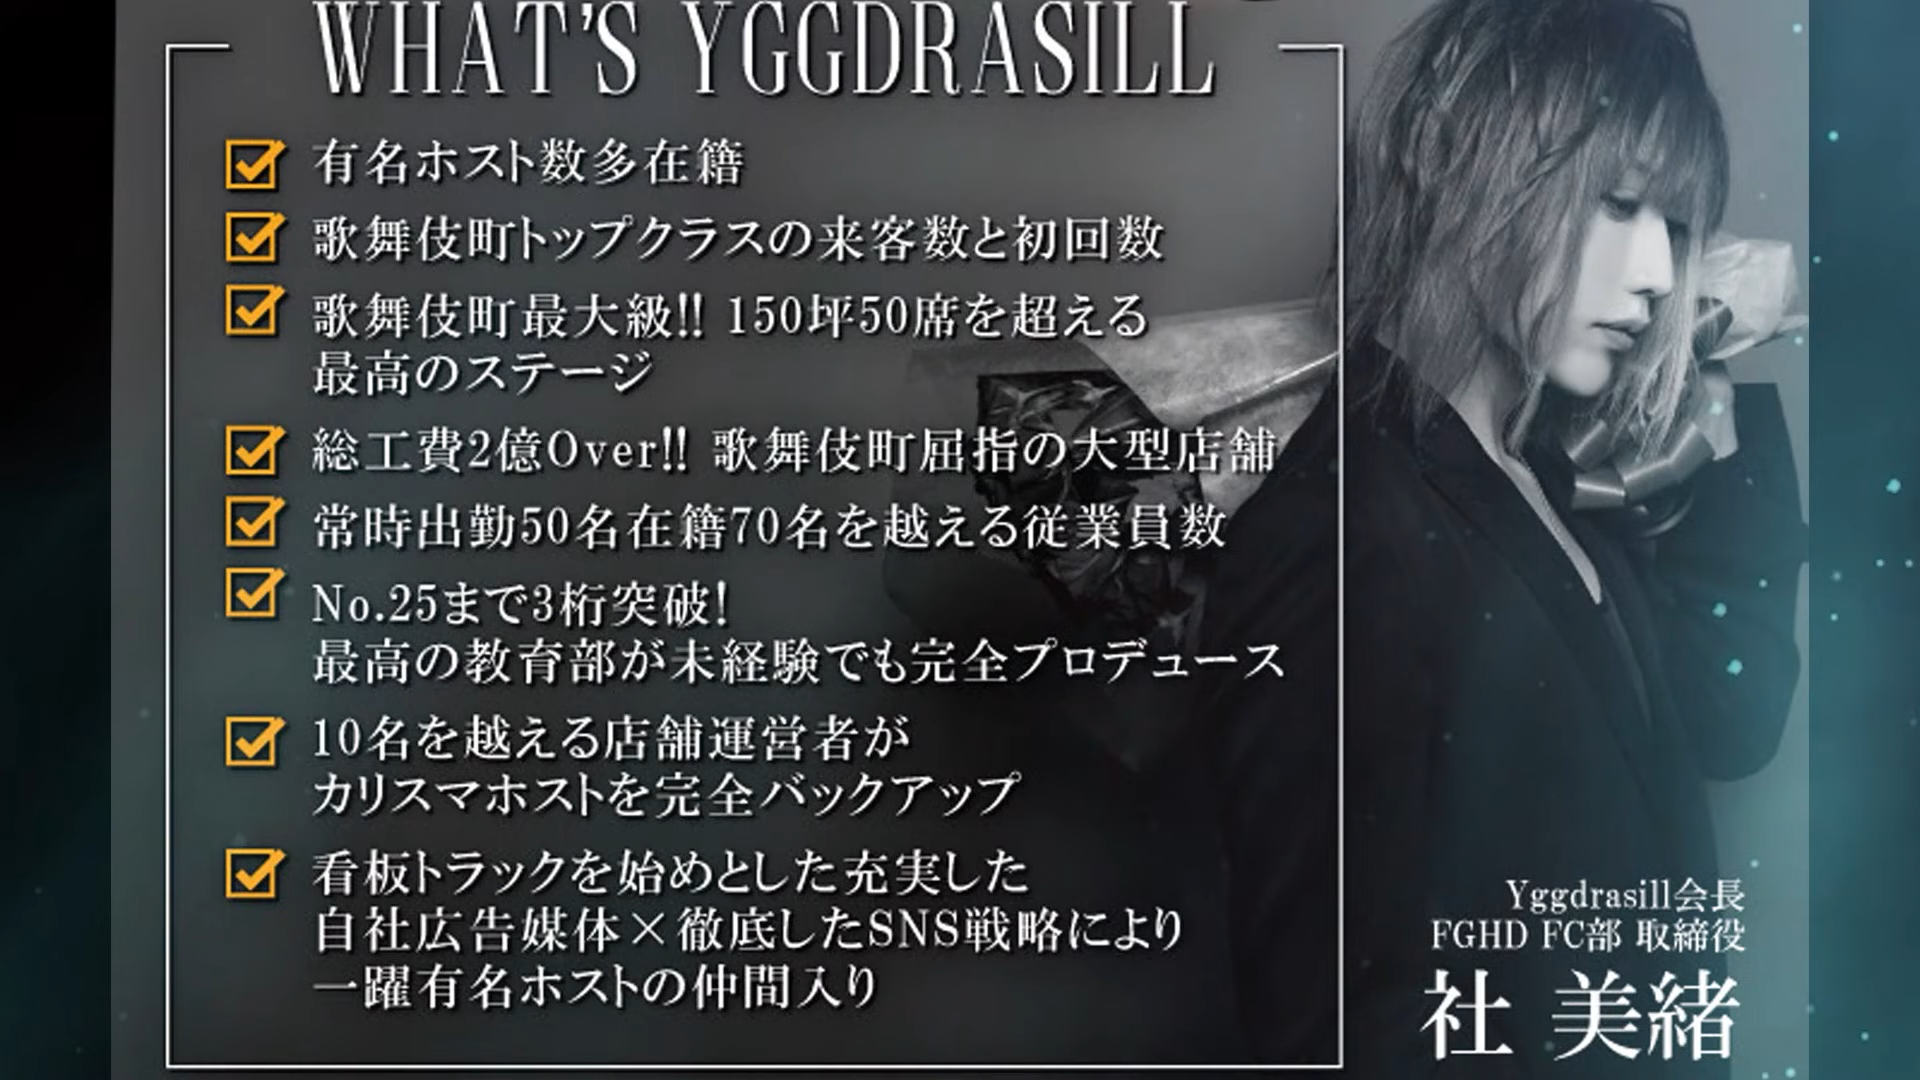 WHAT'S YGGDRASILL
有名ホスト数多在籍
歌舞伎町トップクラスの来客数と初回数
歌舞伎町最大級!! 150坪50席を超える
最高のステージ
総工費2億Over!! 歌舞伎町屈指の大型店舗
常時出勤50名在籍70名を越える従業員数
No.25まで3桁突破!
最高の教育部が未経験でも完全プロデュース
10名を越える店舗運営者が
カリスマホストを完全バックアップ
看板トラックを始めとした充実した
自社広告媒体×徹底したSNS戦略により
一躍有名ホストの仲間入り
Yggdrasill会長
FGHD FC部 取締役
社 美緒